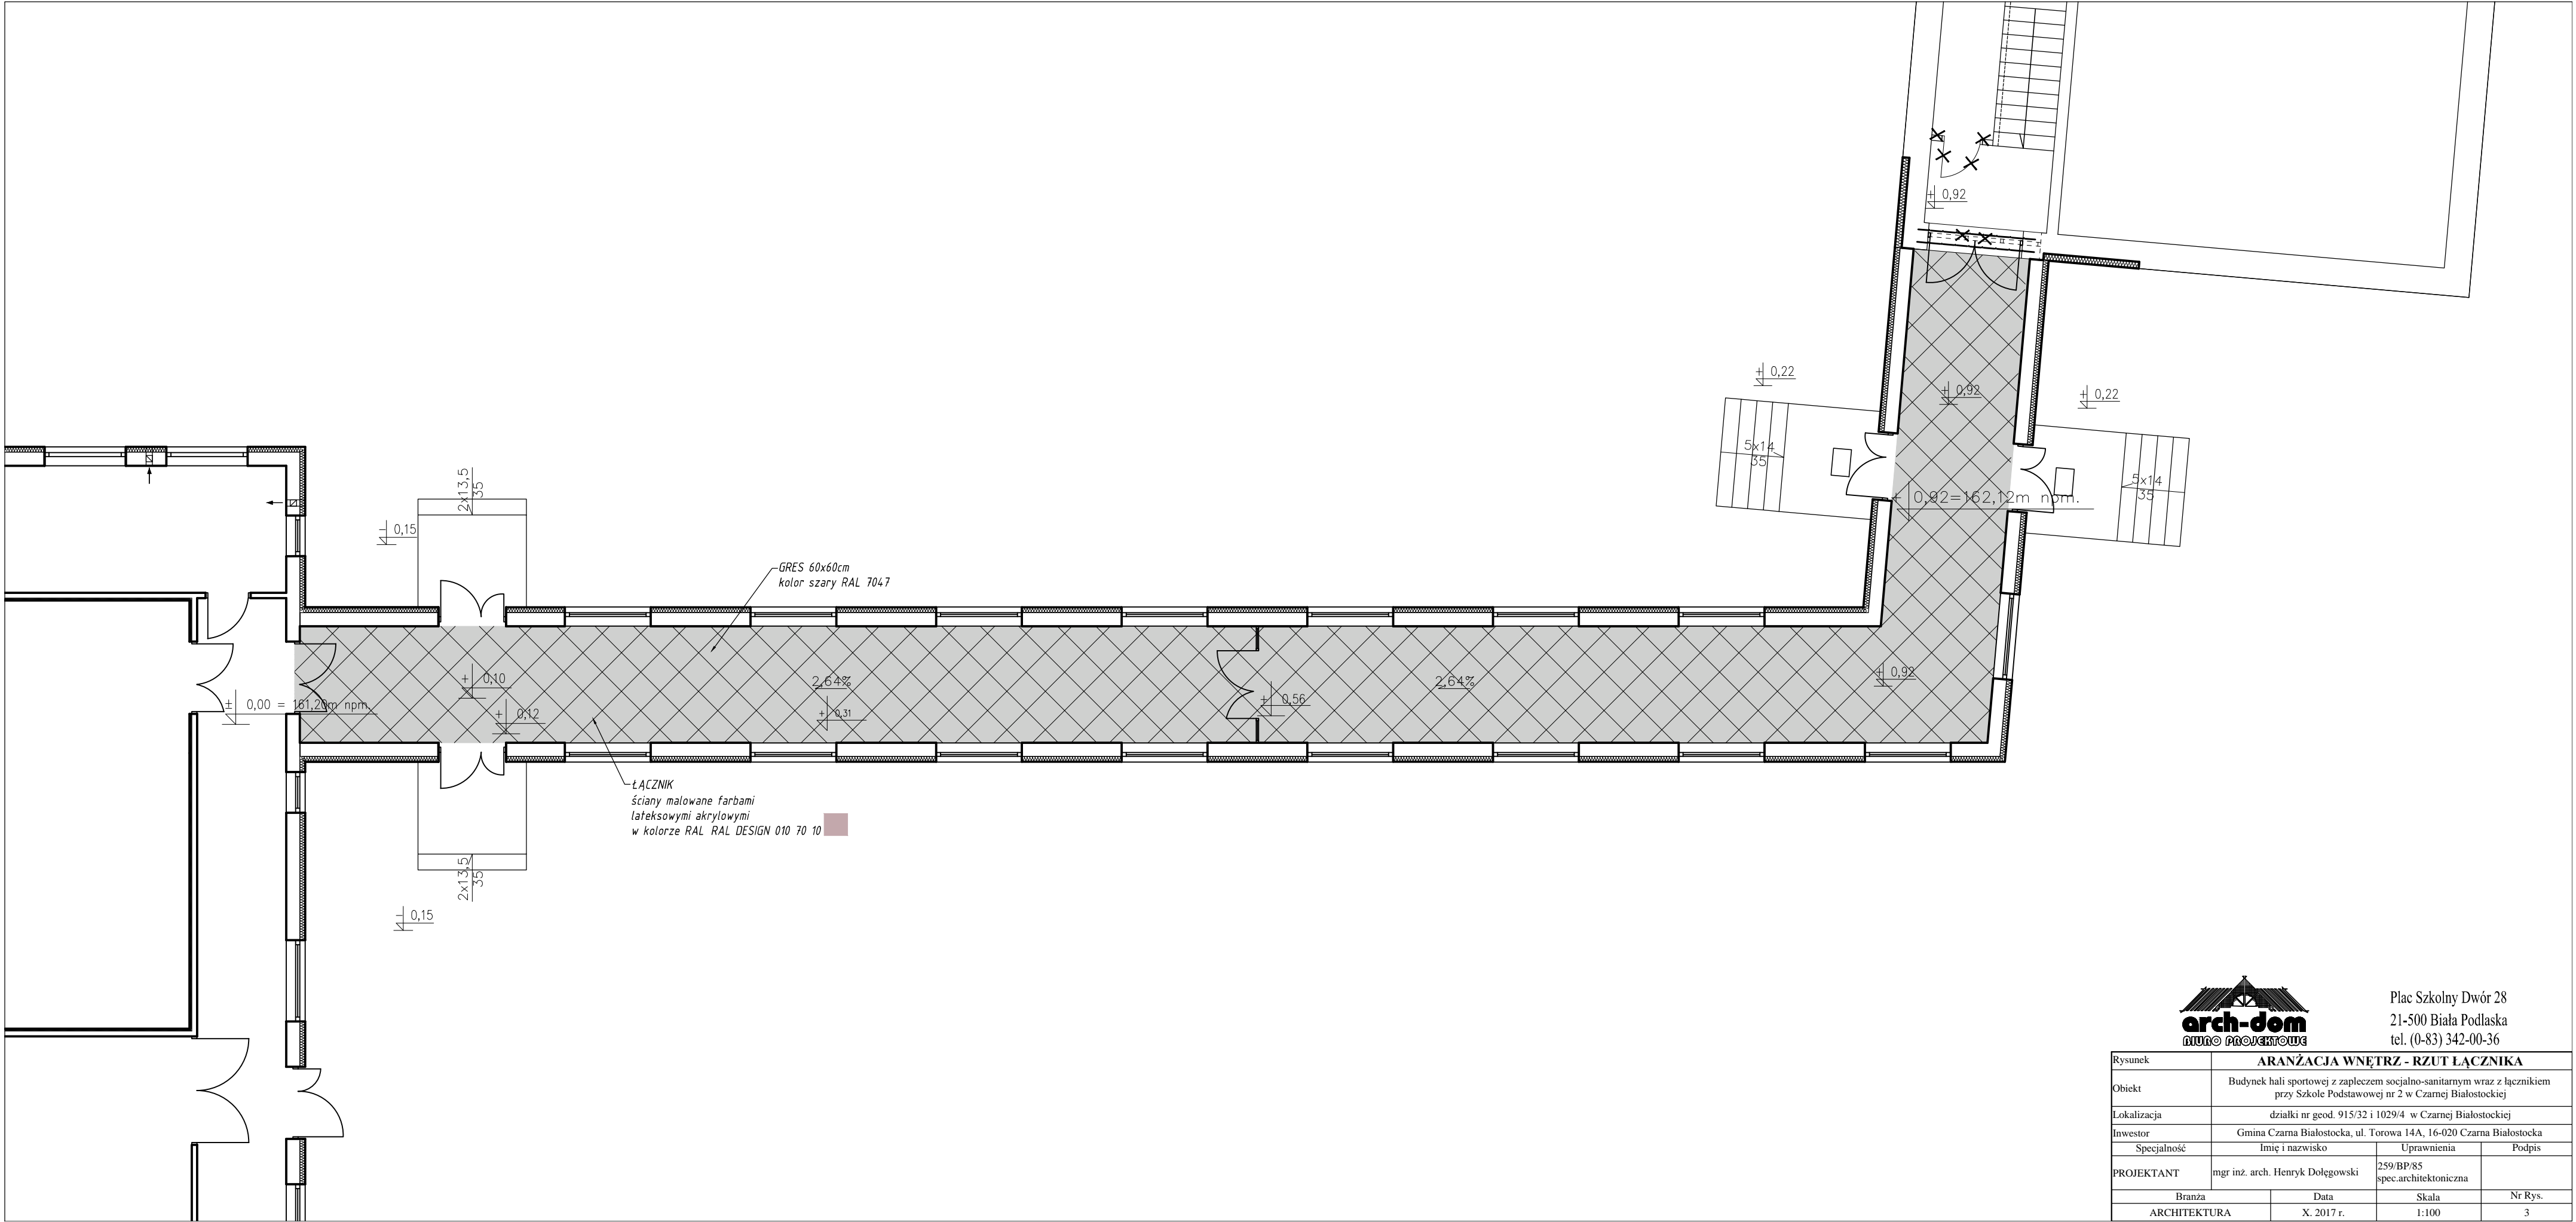 + 0,92
+ 0,22
+ 0,92
+ 0,22
5x14
35
5x14
35
+ 0,92=162,12m npm.
2x13,5
35
- 0,15
GRES 60x60cm
kolor szary RAL 7047
+ 0,10
2,64%
2,64%
+ 0,92
± 0,00 = 161,20m npm.
+ 0,12
+ 0,31
+ 0,56
ŁĄCZNIK
ściany malowane farbami
lateksowymi akrylowymi
w kolorze RAL RAL DESIGN 010 70 10
2x13,5
35
- 0,15
arch-dom
BIURO PROJEKTOWE
Plac Szkolny Dwór 28
21-500 Biała Podlaska
tel. (0-83) 342-00-36
Rysunek ARANŻACJA WNĘTRZ - RZUT ŁĄCZNIKA
Obiekt Budynek hali sportowej z zapleczem socjalno-sanitarnym wraz z łącznikiem
przy Szkole Podstawowej nr 2 w Czarnej Białostockiej
Lokalizacja działki nr geod. 915/32 i 1029/4 w Czarnej Białostockiej
Inwestor Gmina Czarna Białostocka, ul. Torowa 14A, 16-020 Czarna Białostocka
Specjalność Imię i nazwisko Uprawnienia Podpis
PROJEKTANT mgr inż. arch. Henryk Dołęgowski 259/BP/85
spec.architektoniczna
Branża Data Skala Nr Rys.
ARCHITEKTURA X. 2017 r. 1:100 3